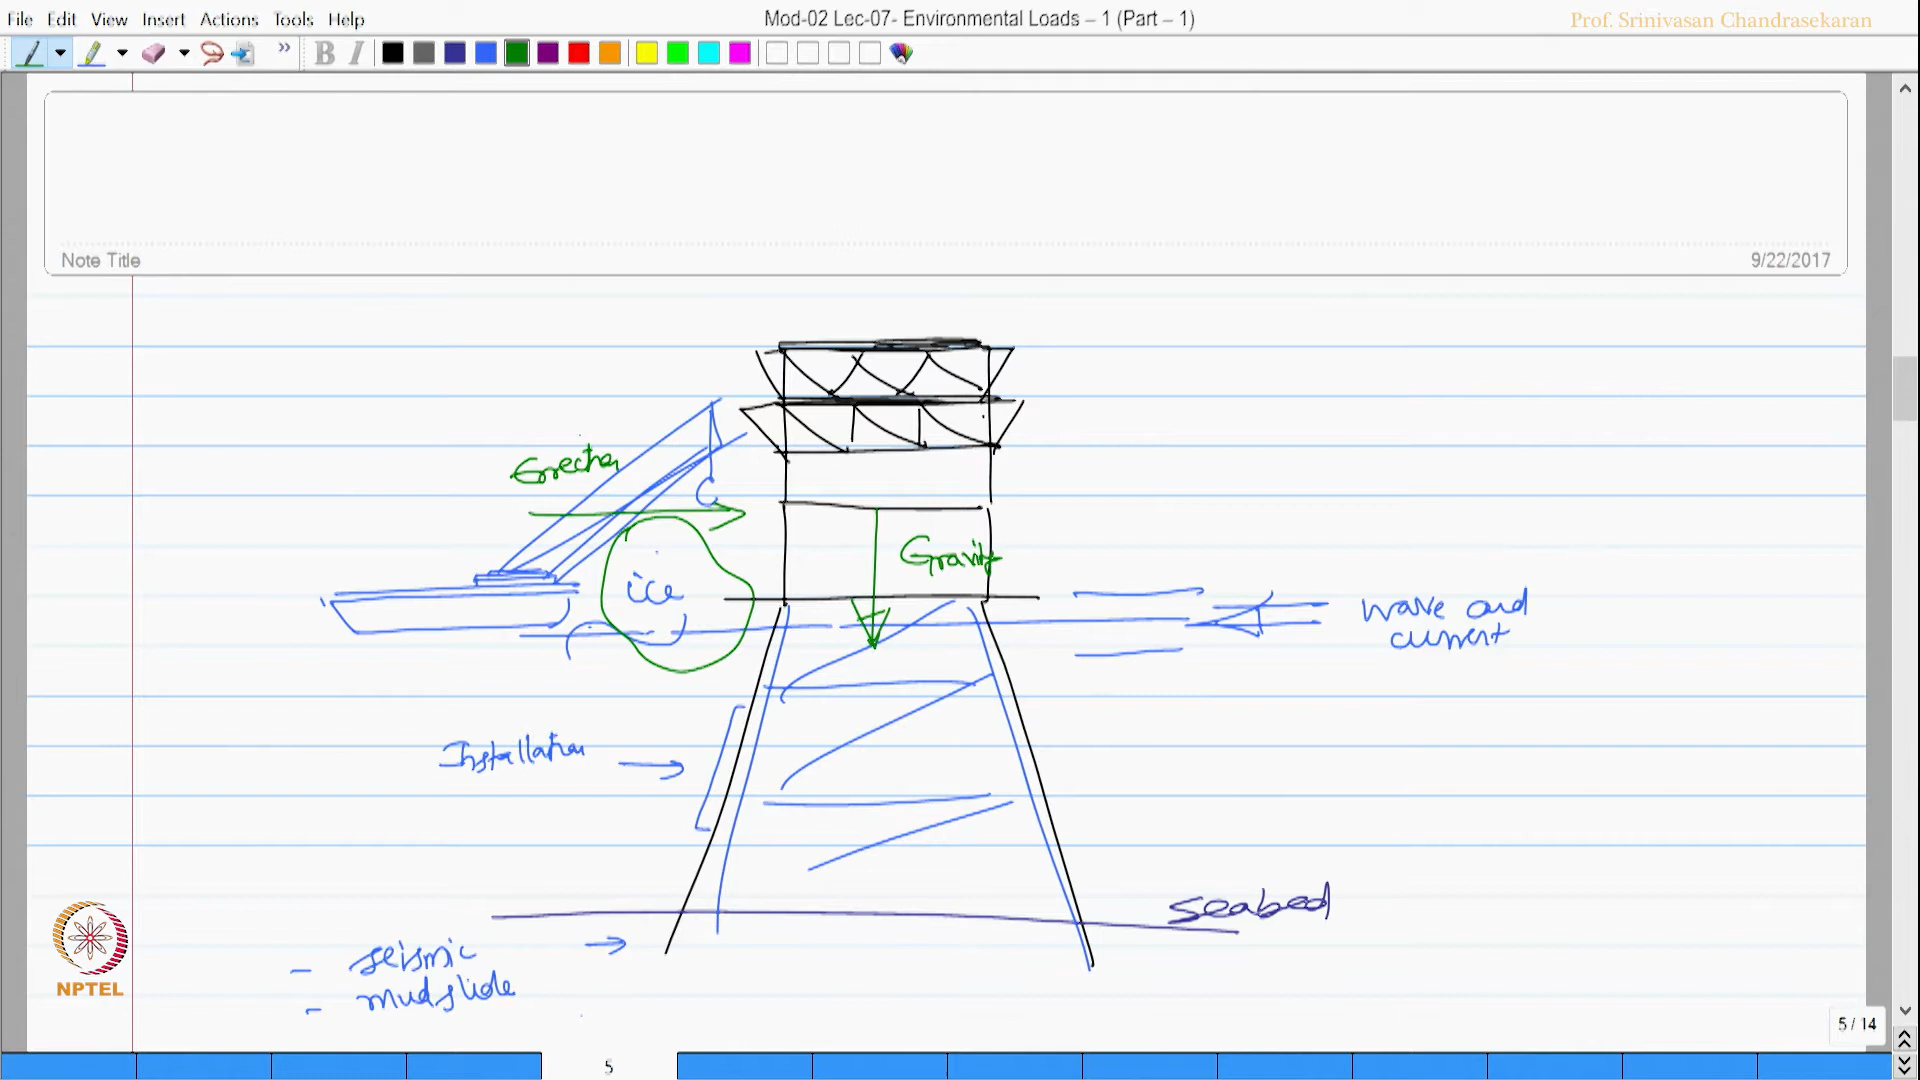 File Edit View Insert Actions Tools Help
Mod-02 Lec-07- Environmental Loads – 1 (Part – 1)
Prof. Srinivasan Chandrasekaran
B I
Note Title
9/22/2017
Erection
Gravity
ice
wave and
current
Installation
seabed
- seismic
- mudslide
NPTEL
5 / 14
5